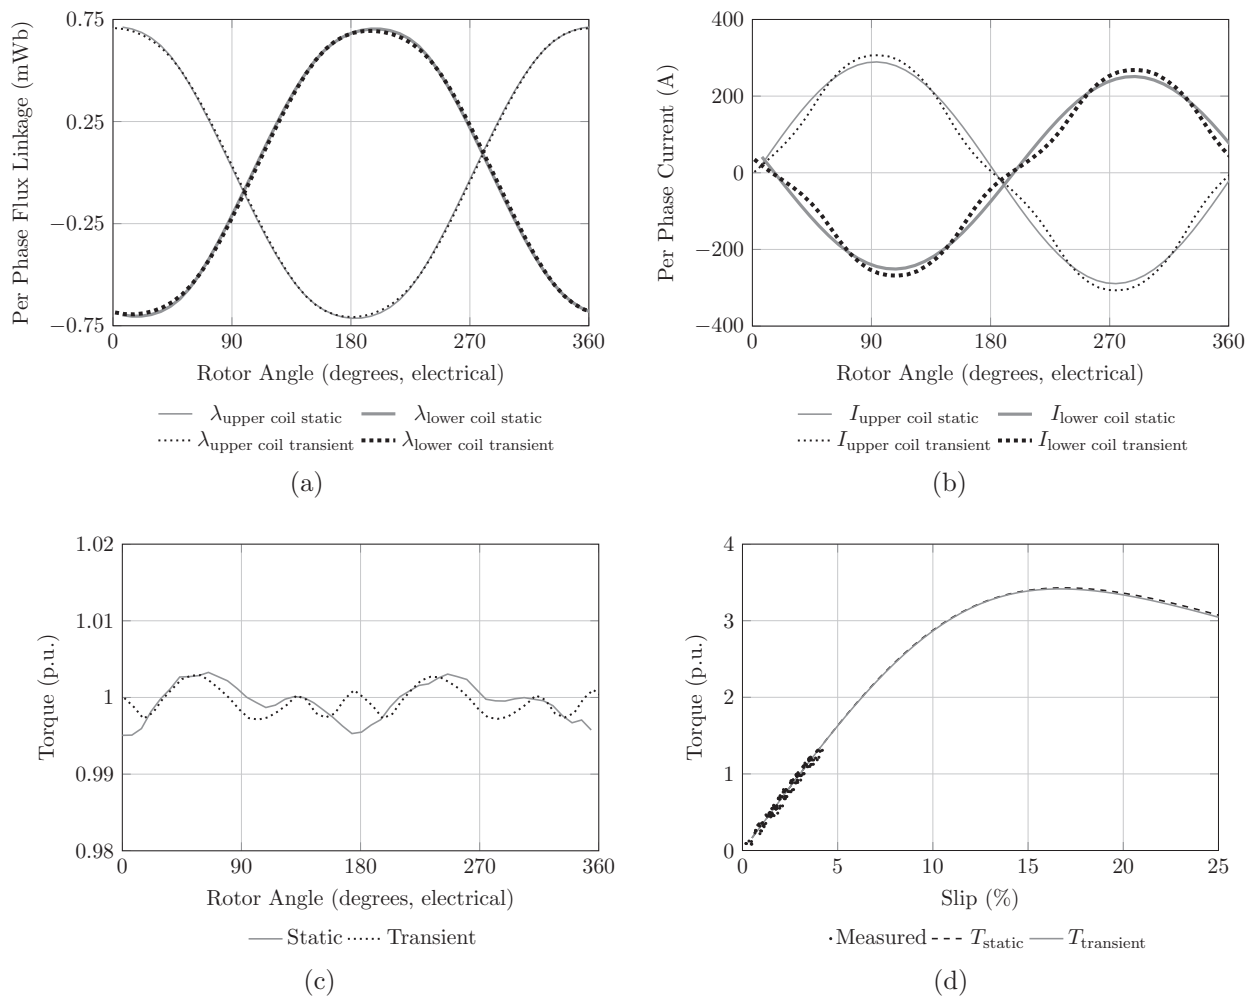 0.75
0.25
−0.25
−0.75
Per Phase Flux Linkage (mWb)
0 90 180 270 360
Rotor Angle (degrees, electrical)
λupper coil static λlower coil static
λupper coil transient λlower coil transient
(a)
400
200
0
−200
−400
Per Phase Current (A)
0 90 180 270 360
Rotor Angle (degrees, electrical)
Iupper coil static Ilower coil static
Iupper coil transient Ilower coil transient
(b)
1.02
1.01
1
0.99
0.98
Torque (p.u.)
0 90 180 270 360
Rotor Angle (degrees, electrical)
Static Transient
(c)
4
3
2
1
0
Torque (p.u.)
0 5 10 15 20 25
Slip (%)
Measured Tstatic Ttransient
(d)